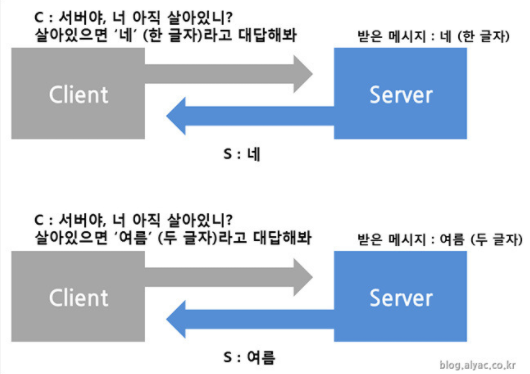 C : 서버야, 너 아직 살아있니?
살아있으면 ‘네’ (한 글자)라고 대답해봐
받은 메시지 : 네 (한 글자)
Client
Server
S : 네
C : 서버야, 너 아직 살아있니?
살아있으면 ‘여름’ (두 글자)라고 대답해봐
받은 메시지 : 여름 (두 글자)
Client
Server
S : 여름
blog.alyac.co.kr